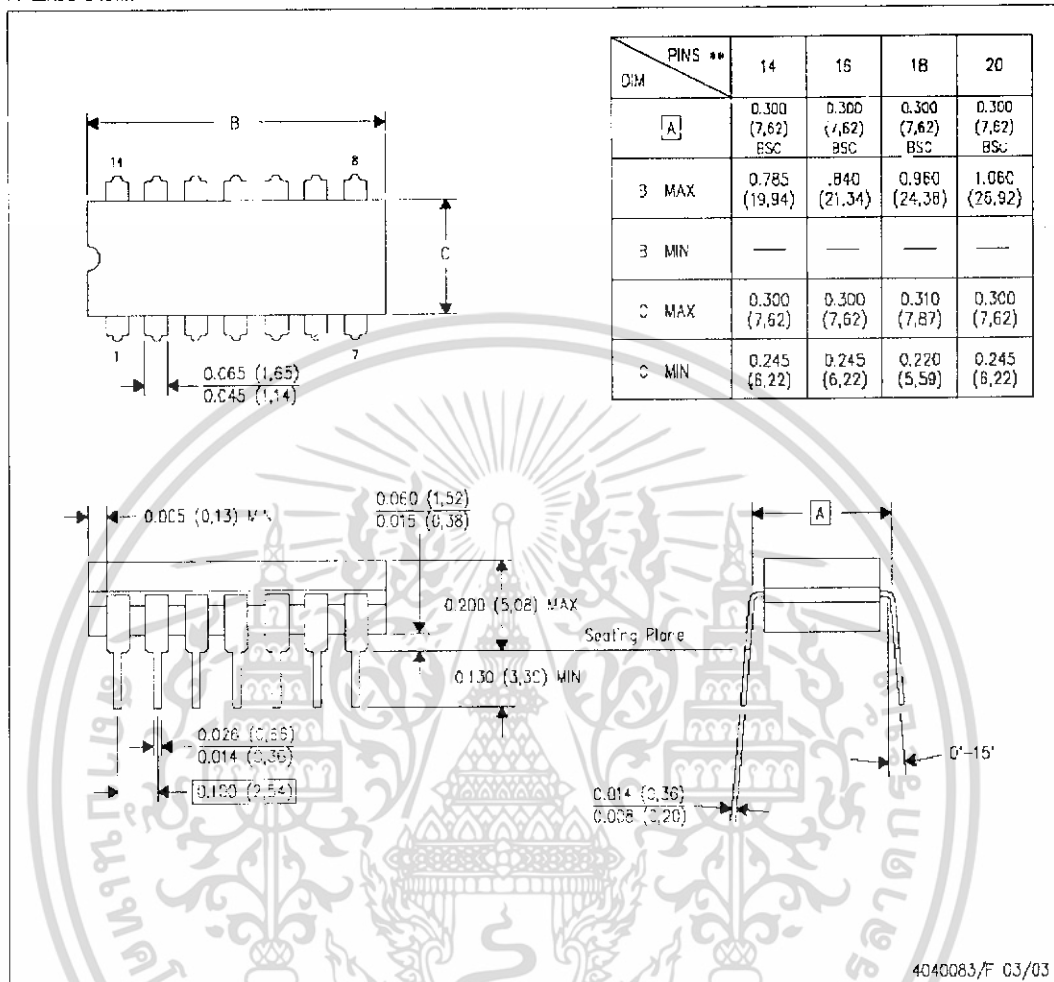 PINS **
DIM
14 16 18 20
A
0.300 (7,62) BSC
0.300 (7,62) BSC
0.300 (7,62) BSC
0.300 (7,62) BSC
B MAX
0.785 (19,94)
.840 (21,34)
0.960 (24,38)
1.060 (26,92)
B MIN
— — — —
C MAX
0.300 (7,62)
0.300 (7,62)
0.310 (7,87)
0.300 (7,62)
C MIN
0.245 (6,22)
0.245 (6,22)
0.220 (5,59)
0.245 (6,22)
B
14
8
C
1
7
0.065 (1,65)
0.045 (1,14)
0.005 (0,13) MIN
0.060 (1,52)
0.015 (0,38)
0.200 (5,08) MAX
Seating Plane
0.130 (3,30) MIN
0.026 (0,66)
0.014 (0,36)
0.100 (2,54)
A
0°-15°
0.014 (0,36)
0.008 (0,20)
4040083/F 03/03